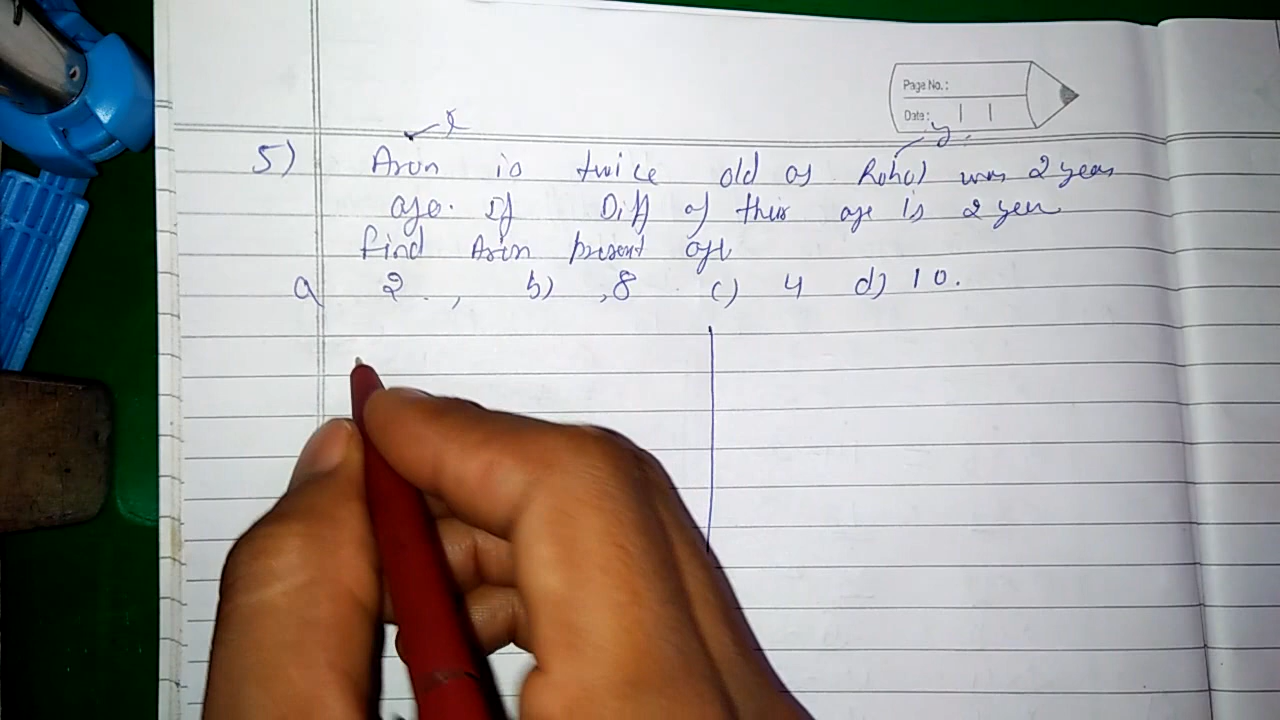 Page No.:
Date:
x
y
5) Arun is twice old as Rahul was 2 years
ago. If Diff of their age is 2 year
find Arun present age
a 2 , b) , 8 c) 4 d) 10.